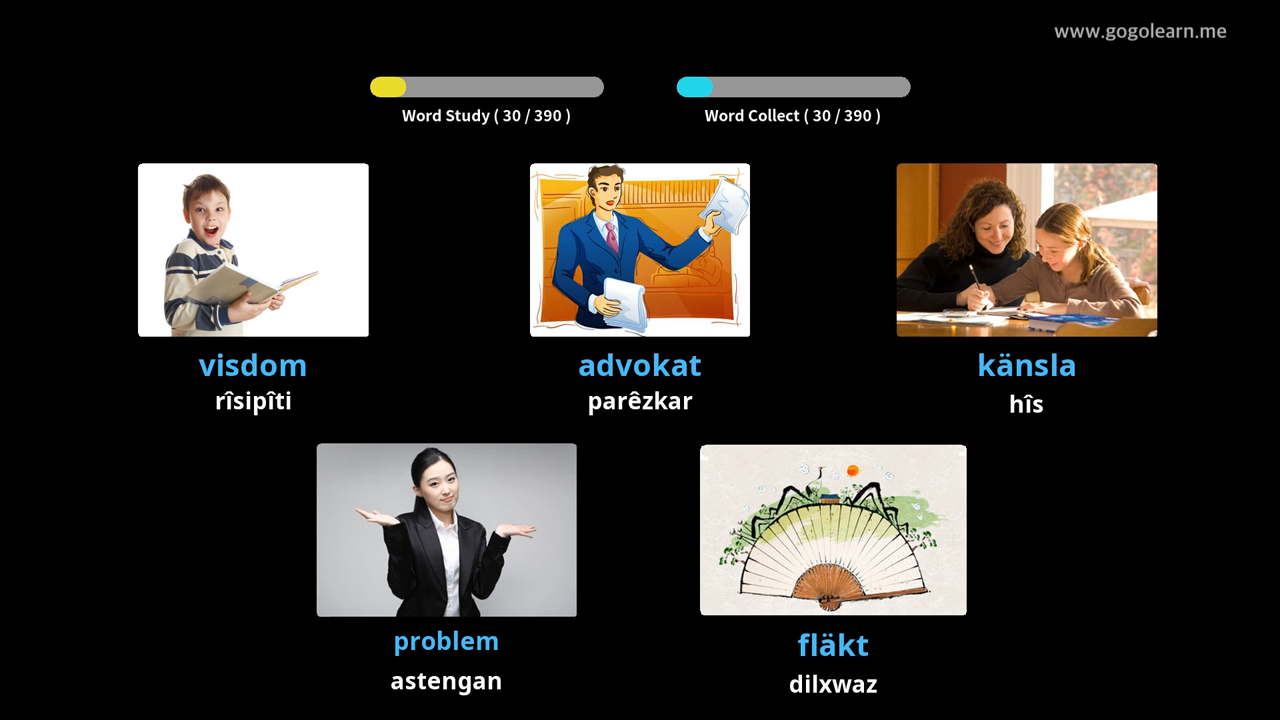 www.gogolearn.me
Word Study ( 30 / 390 )
Word Collect ( 30 / 390 )
visdom
rîsipîti
advokat
parêzkar
känsla
hîs
problem
astengan
fläkt
dilxwaz